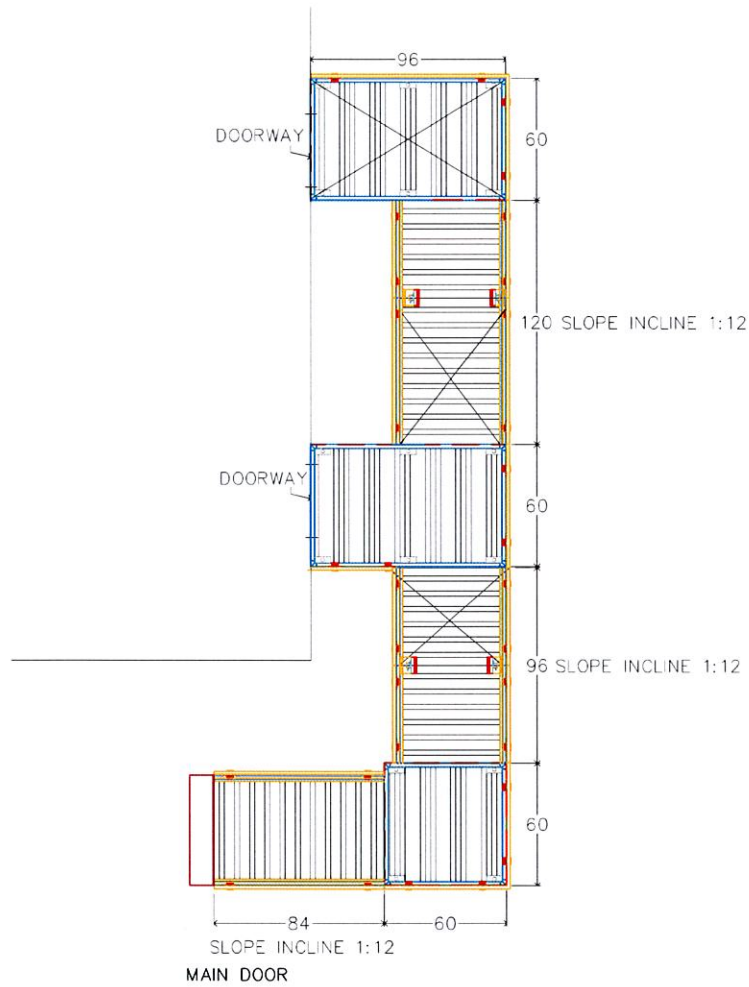 96
DOORWAY
60
120 SLOPE INCLINE 1:12
DOORWAY
60
96 SLOPE INCLINE 1:12
60
84
60
SLOPE INCLINE 1:12
MAIN DOOR